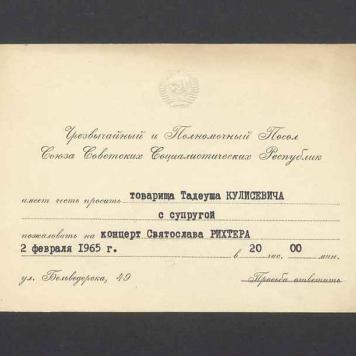 Чрезвычайный и Полномочный Посол
Союза Советских Социалистических Республик
имеет честь просить товарища Тадеуша КУЛИСЕВИЧА
с супругой
пожаловать на концерт Святослава РИХТЕРА
2 февраля 1965 г. в 20 час. 00 мин.
ул. Бельведерска, 49 Просьба ответить